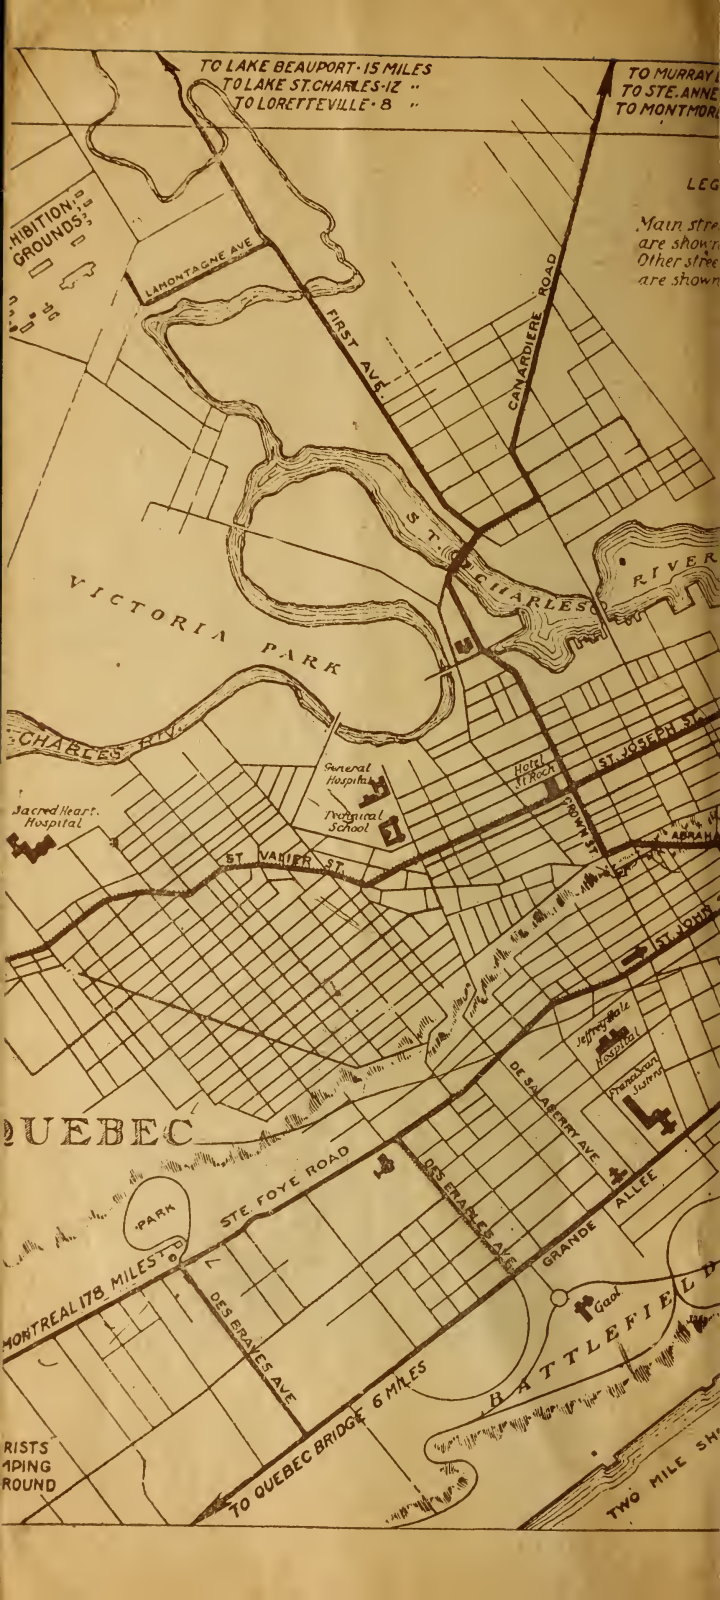 TO LAKE BEAUPORT · 15 MILES
TO LAKE ST. CHARLES - 12 "
TO LORETTEVILLE · 8 "
TO MURRAY
TO STE. ANNE
TO MONTMOR
LEG
Main stre
are show
Other stree
are shown
HIBITION
GROUNDS
LAMONTAGNE AVE
FIRST AVE.
CANARDIERE ROAD
ST. CHARLES
RIVER
VICTORIA PARK
CHARLES RIV.
General
Hospital
Technical
School
Hotel
St Roch
ST. JOSEPH ST.
CROWN ST.
ABRAH
Sacred Heart
Hospital
ST. VALIER ST.
ST. JOHN S
Jeffrey Hale
Hospital
Franciscan
Sisters
DE SALABERRY AVE
QUEBEC
STE. FOYE ROAD
PARK
DES ERABLES AVE.
GRANDE ALLEE
MONTREAL 178 MILES
DES BRAVES AVE
Gaol
BATTLEFIELD
TO QUEBEC BRIDGE 6 MILES
RISTS
MPING
ROUND
TWO MILE SH